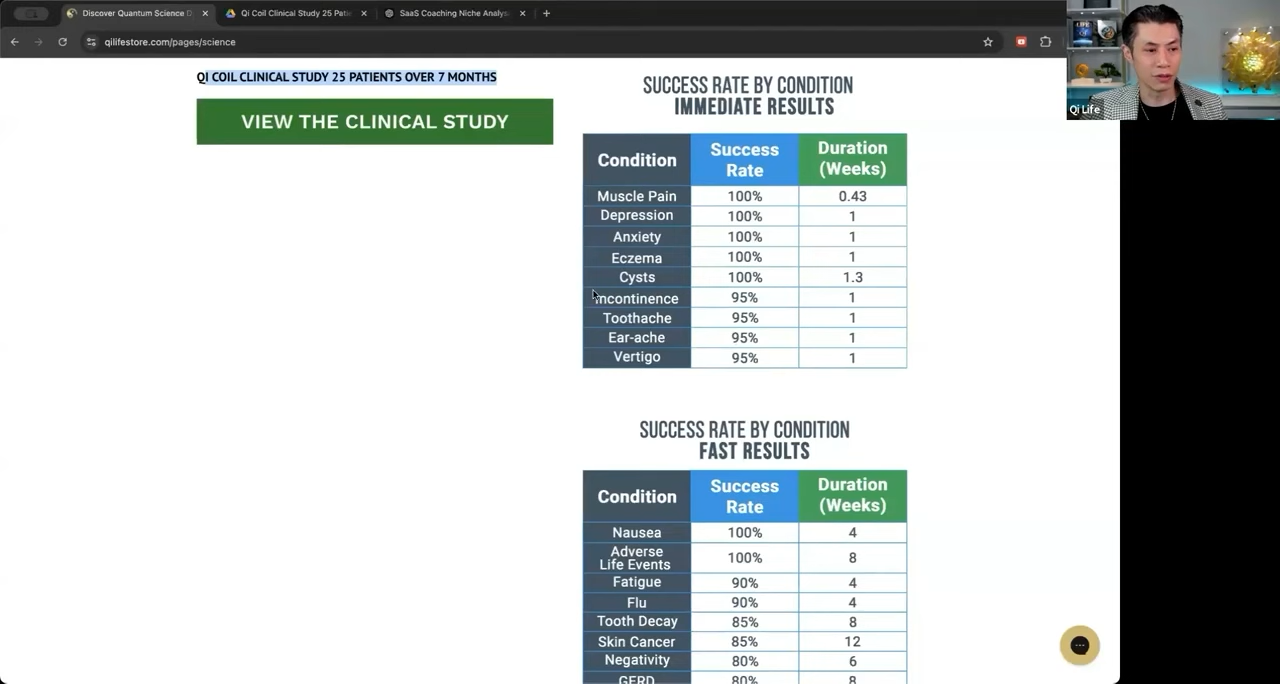 Discover Quantum Science D
Qi Coil Clinical Study 25 Patie
SaaS Coaching Niche Analys
qilifestore.com/pages/science
Qi Life
QI COIL CLINICAL STUDY 25 PATIENTS OVER 7 MONTHS
VIEW THE CLINICAL STUDY
SUCCESS RATE BY CONDITION
IMMEDIATE RESULTS
Condition Success Rate Duration (Weeks)
Muscle Pain 100% 0.43
Depression 100% 1
Anxiety 100% 1
Eczema 100% 1
Cysts 100% 1.3
Incontinence 95% 1
Toothache 95% 1
Ear-ache 95% 1
Vertigo 95% 1
SUCCESS RATE BY CONDITION
FAST RESULTS
Condition Success Rate Duration (Weeks)
Nausea 100% 4
Adverse Life Events 100% 8
Fatigue 90% 4
Flu 90% 4
Tooth Decay 85% 8
Skin Cancer 85% 12
Negativity 80% 6
GERD 80% 8